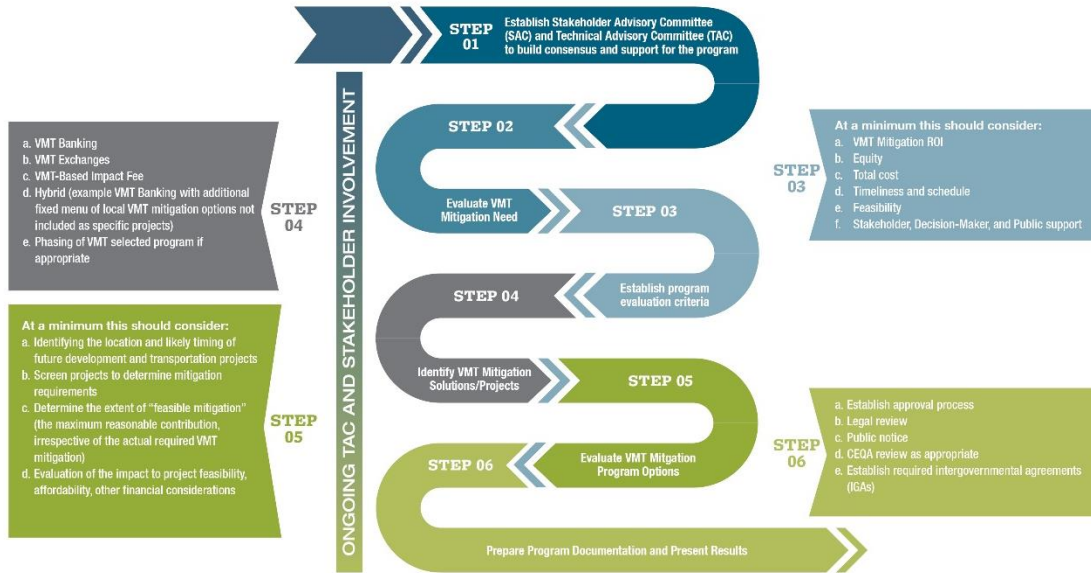 STEP
01
Establish Stakeholder Advisory Committee
(SAC) and Technical Advisory Committee (TAC)
to build consensus and support for the program
ONGOING TAC AND STAKEHOLDER INVOLVEMENT
STEP 02
Evaluate VMT
Mitigation Need
STEP 03
Establish program
evaluation criteria
At a minimum this should consider:
a. VMT Mitigation ROI
b. Equity
c. Total cost
d. Timeliness and schedule
e. Feasibility
f. Stakeholder, Decision-Maker, and Public support
STEP
03
a. VMT Banking
b. VMT Exchanges
c. VMT-Based Impact Fee
d. Hybrid (example VMT Banking with additional
fixed menu of local VMT mitigation options not
included as specific projects)
e. Phasing of VMT selected program if
appropriate
STEP
04
STEP 04
Identify VMT Mitigation
Solutions/Projects
At a minimum this should consider:
a. Identifying the location and likely timing of
future development and transportation projects
b. Screen projects to determine mitigation
requirements
c. Determine the extent of “feasible mitigation”
(the maximum reasonable contribution,
irrespective of the actual required VMT
mitigation)
d. Evaluation of the impact to project feasibility,
affordability, other financial considerations
STEP
05
STEP 05
Evaluate VMT Mitgation
Program Options
STEP 06
Prepare Program Documentation and Present Results
STEP
06
a. Establish approval process
b. Legal review
c. Public notice
d. CEQA review as appropriate
e. Establish required intergovernmental agreements
(IGAs)